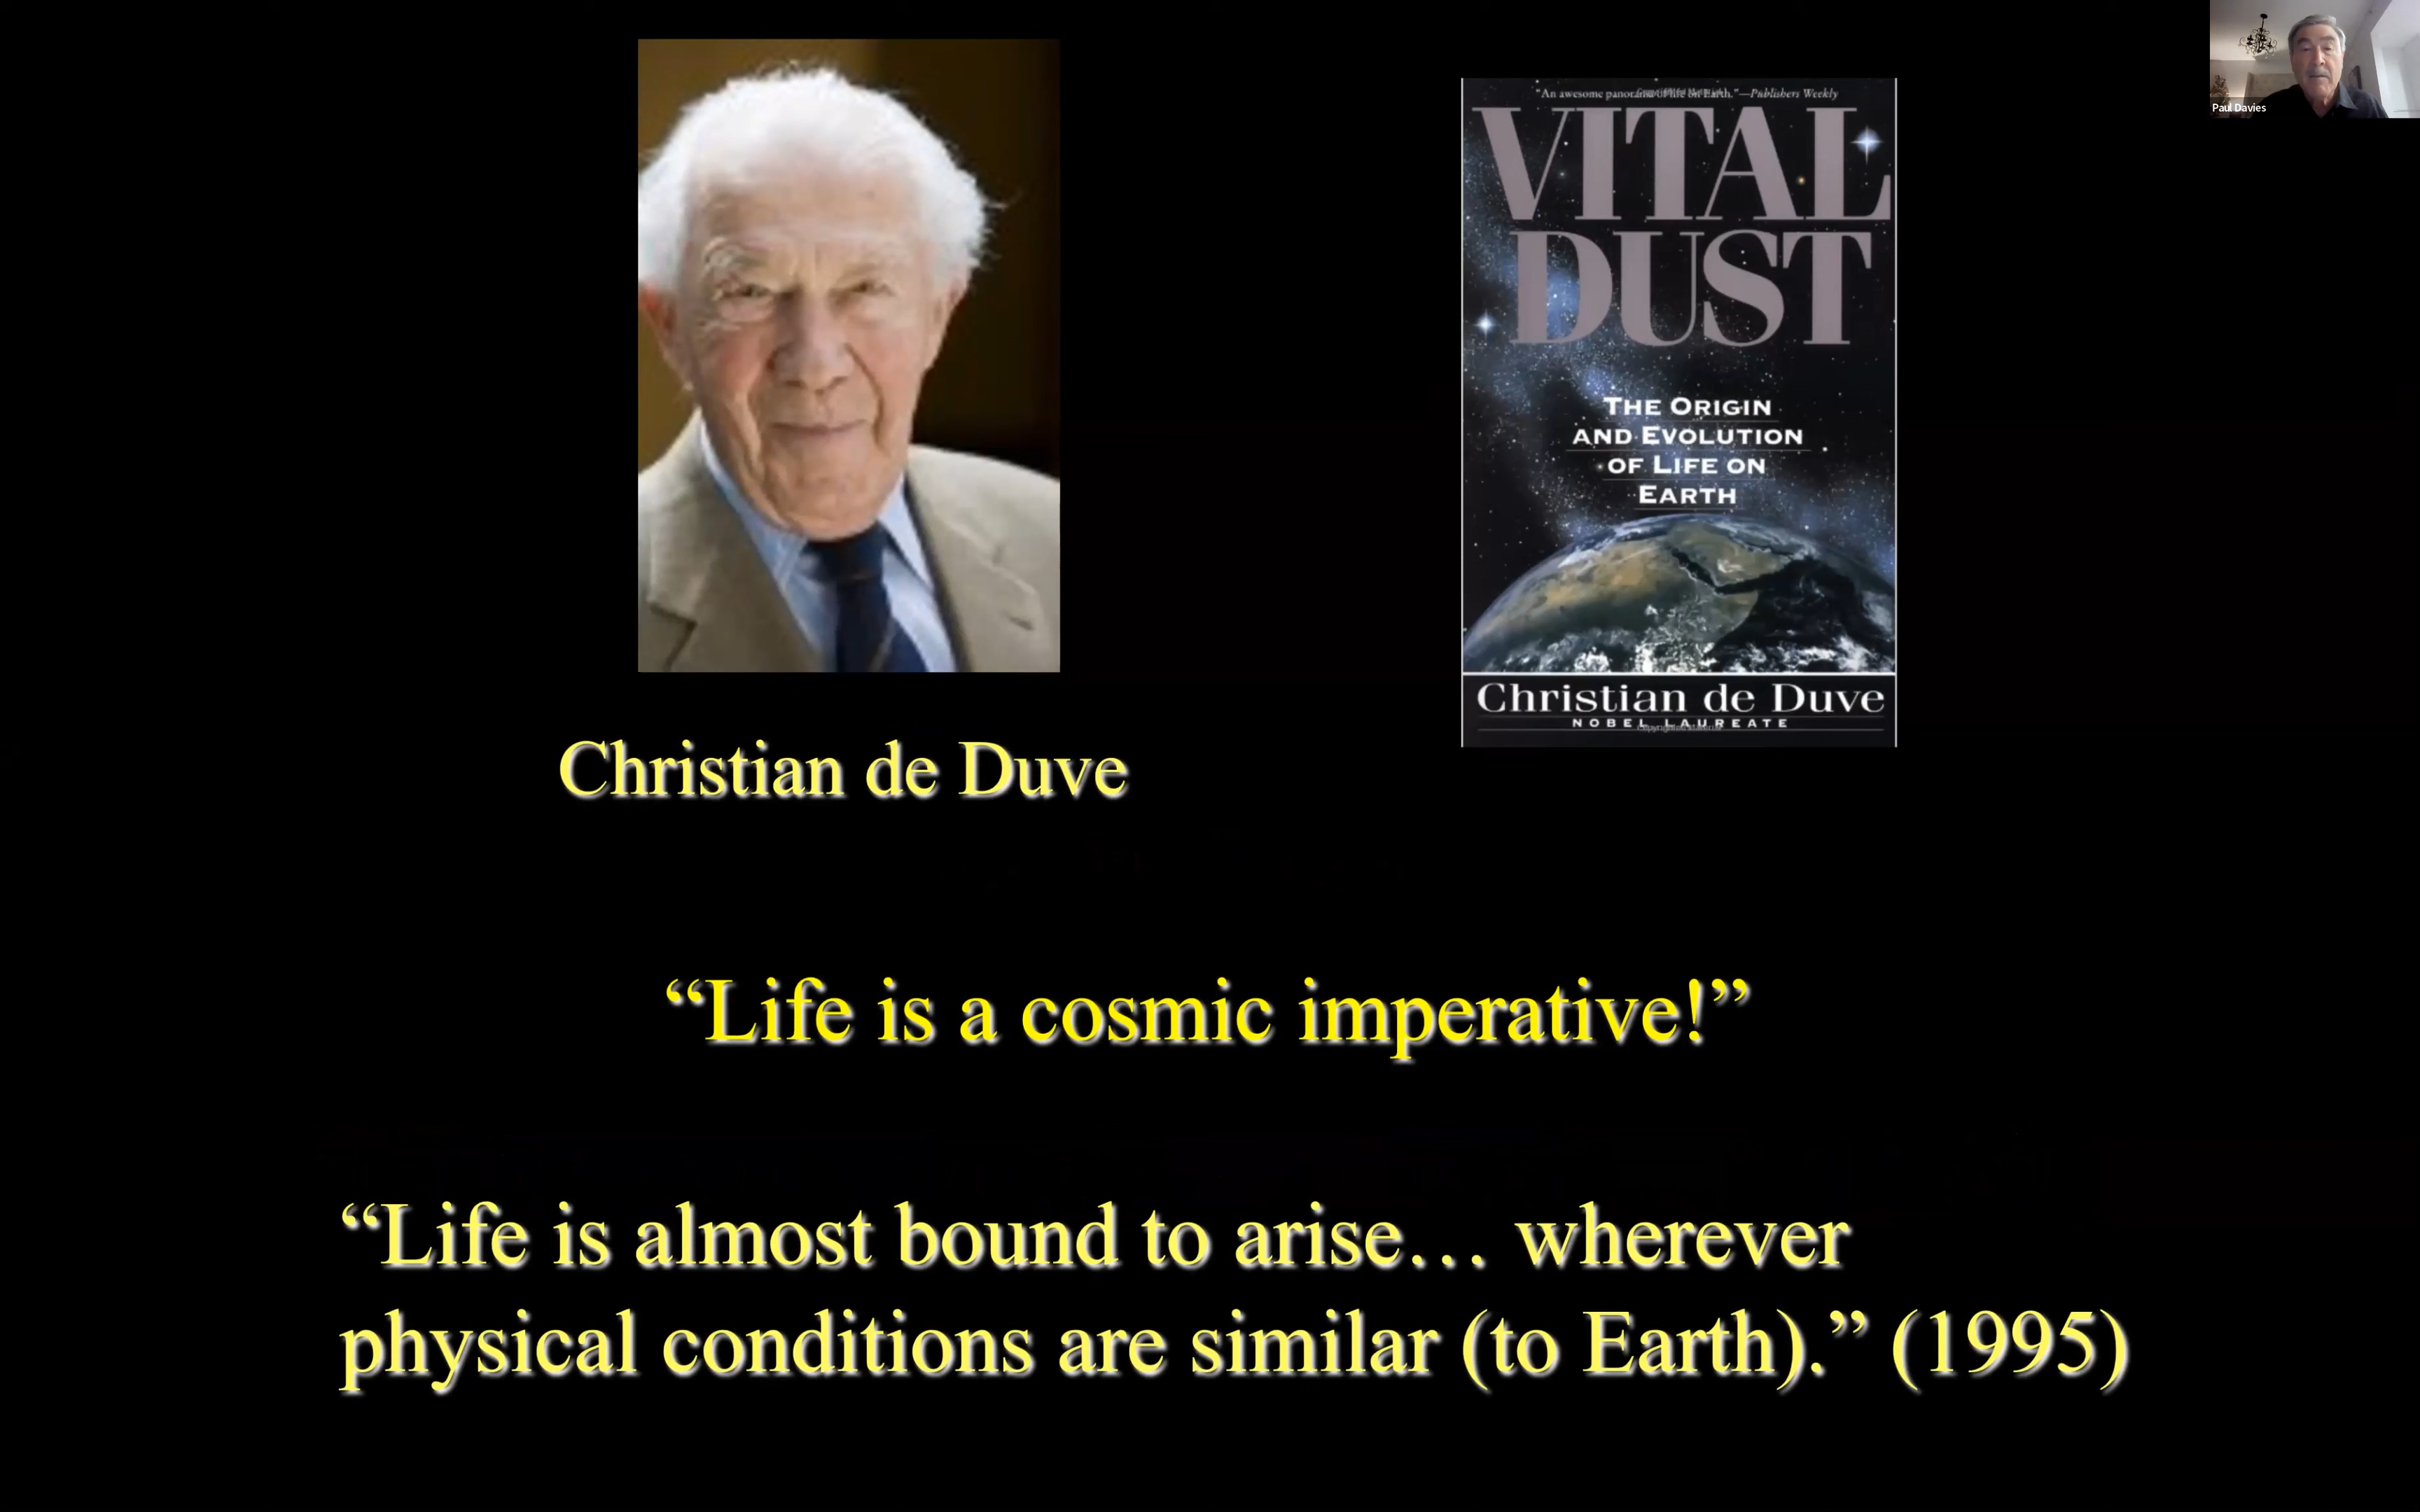 Paul Davies
"An awesome panorama of life on Earth."—Publishers Weekly
VITAL
DUST
THE ORIGIN
AND EVOLUTION
OF LIFE ON
EARTH
Christian de Duve
NOBEL LAUREATE
Christian de Duve
“Life is a cosmic imperative!”
“Life is almost bound to arise… wherever
physical conditions are similar (to Earth).” (1995)